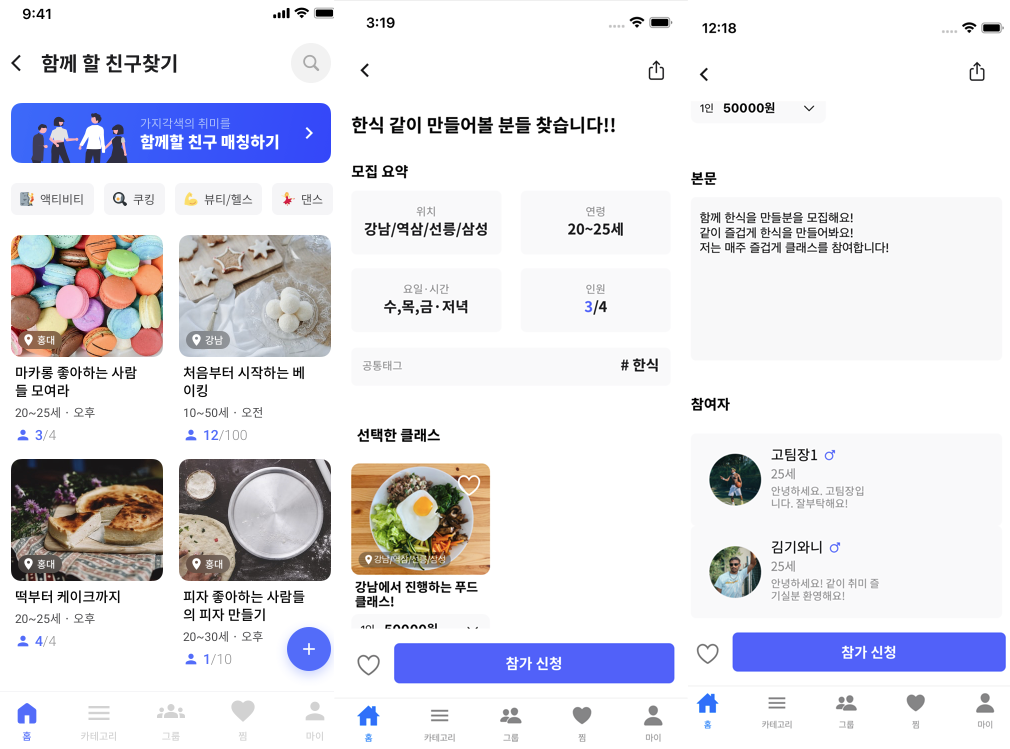 9:41
함께 할 친구찾기
가지각색의 취미를
함께할 친구 매칭하기
액티비티
쿠킹
뷰티/헬스
댄스
홍대
마카롱 좋아하는 사람
들 모여라
20~25세 · 오후
3/4
강남
처음부터 시작하는 베
이킹
10~50세 · 오전
12/100
홍대
떡부터 케이크까지
20~25세 · 오후
4/4
홍대
피자 좋아하는 사람들
의 피자 만들기
20~30세 · 오후
1/10
+
홈
카테고리
그룹
찜
마이
3:19
한식 같이 만들어볼 분들 찾습니다!!
모집 요약
위치
강남/역삼/선릉/삼성
연령
20~25세
요일·시간
수,목,금·저녁
인원
3/4
공통태그
# 한식
선택한 클래스
강남/역삼/선릉/삼성
강남에서 진행하는 푸드
클래스!
1인 50000원
참가 신청
홈
카테고리
그룹
찜
마이
12:18
1인 50000원
본문
함께 한식을 만들분을 모집해요!
같이 즐겁게 한식을 만들어봐요!
저는 매주 즐겁게 클래스를 참여합니다!
참여자
고팀장1
25세
안녕하세요. 고팀장입
니다. 잘부탁해요!
김기와니
25세
안녕하세요! 같이 취미 즐
기실분 환영해요!
참가 신청
홈
카테고리
그룹
찜
마이